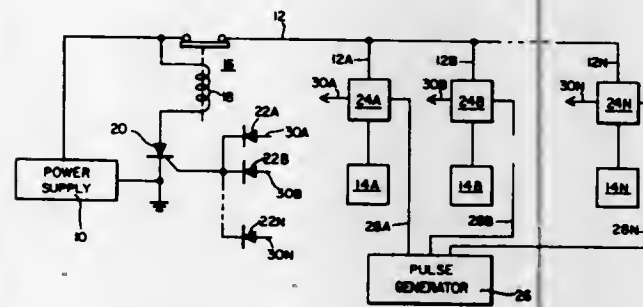 12
16
12A
12B
12N
18
30A
24A
30B
24B
30N
24N
20
22A
30A
22B
30B
14A
14B
14N
POWER
SUPPLY
10
22N
30N
28A
28B
28N
PULSE
GENERATOR
26